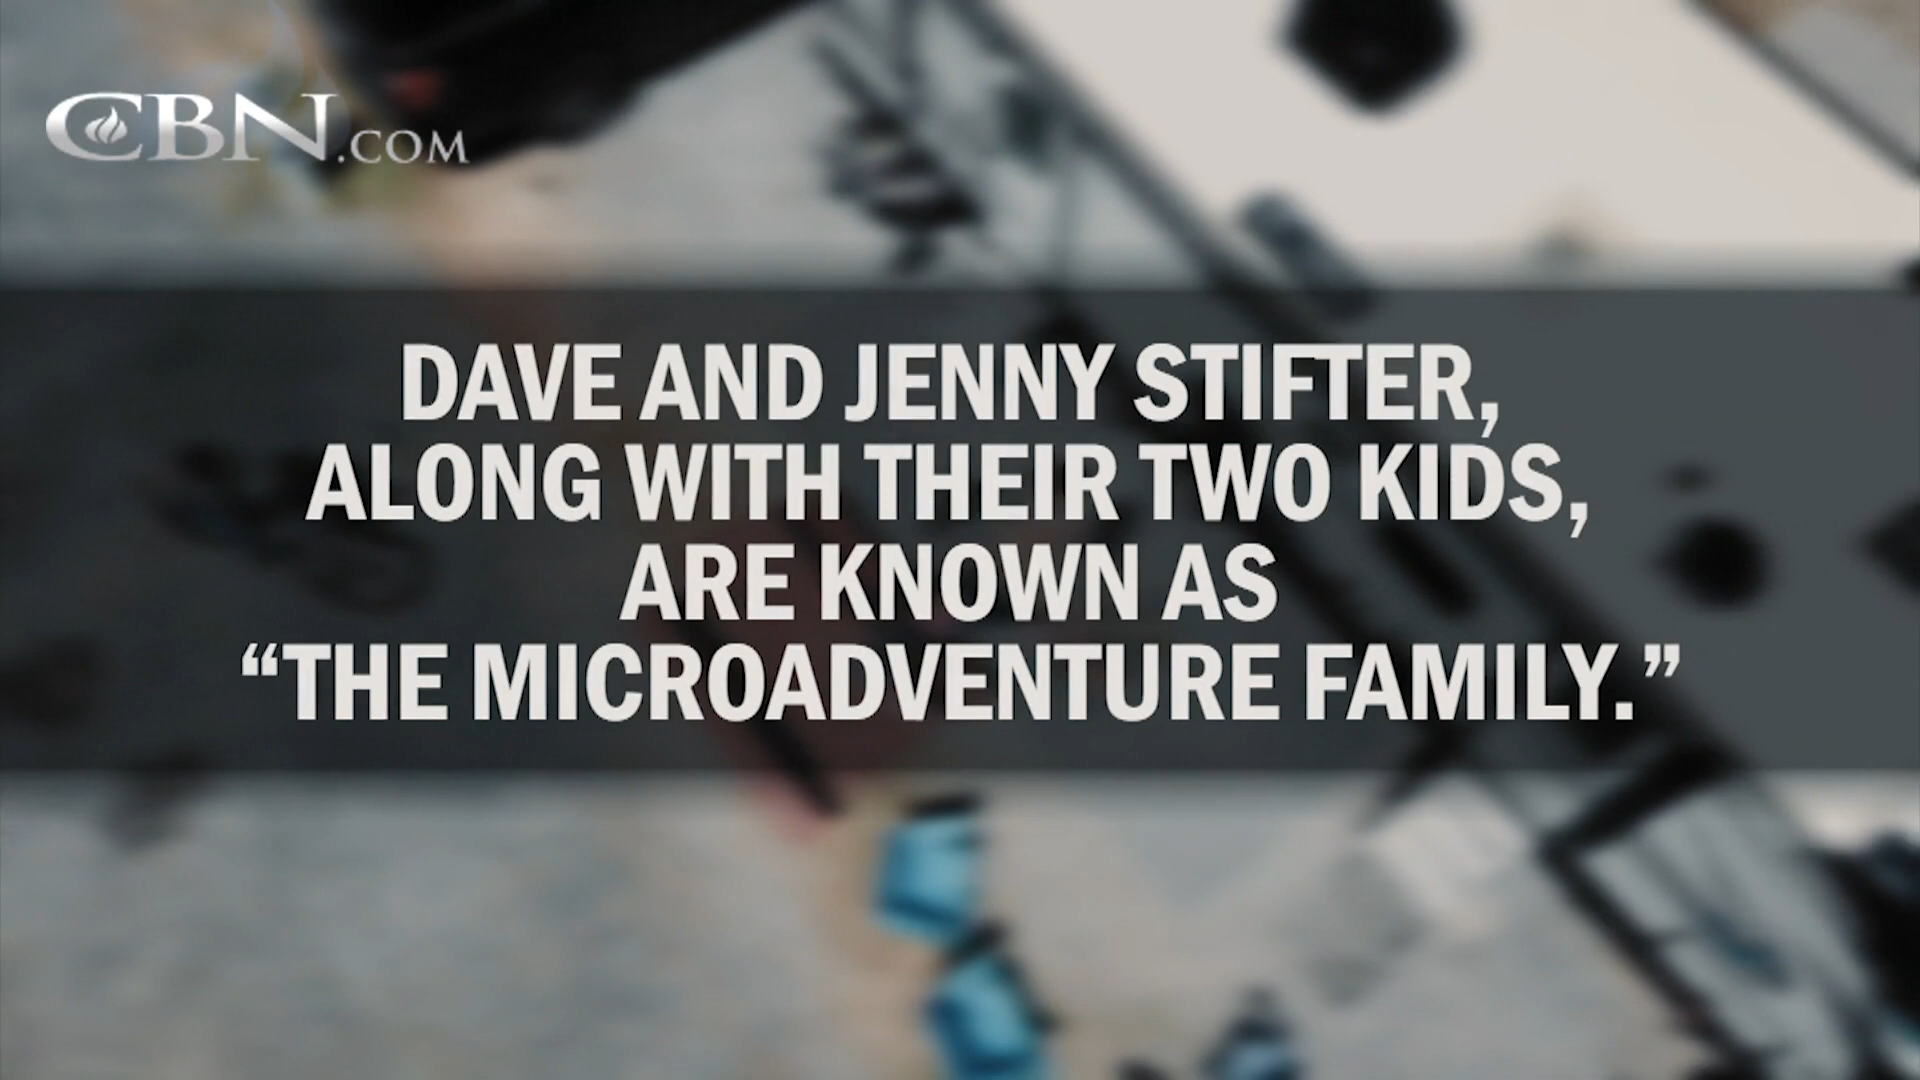 CBN.COM
DAVE AND JENNY STIFTER,
ALONG WITH THEIR TWO KIDS,
ARE KNOWN AS
“THE MICROADVENTURE FAMILY.”